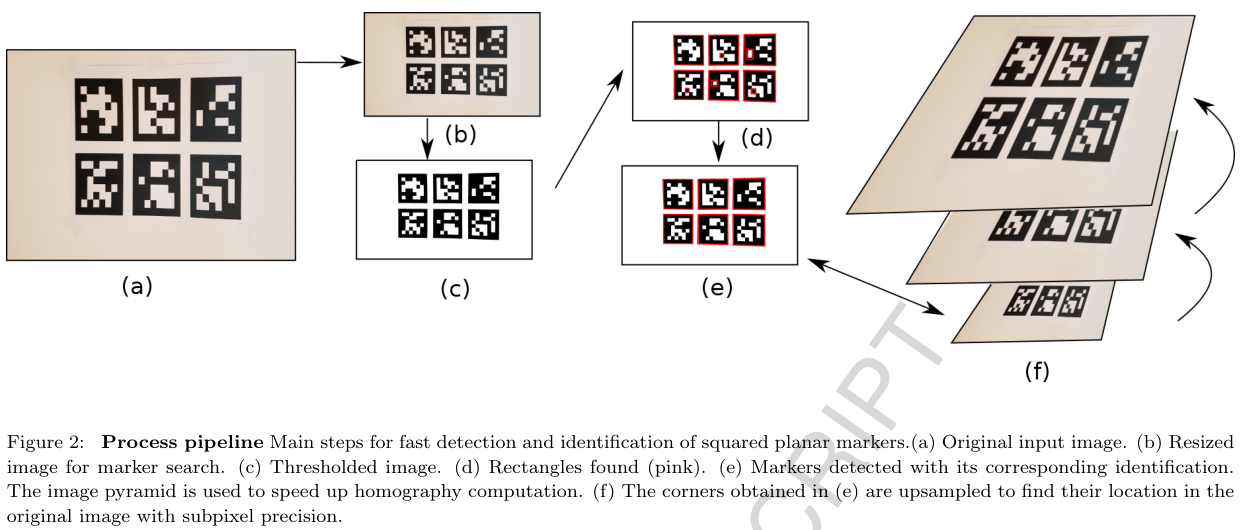 (a)
(b)
(c)
(d)
(e)
(f)
SCRIPT
Figure 2: Process pipeline Main steps for fast detection and identification of squared planar markers.(a) Original input image. (b) Resized
image for marker search. (c) Thresholded image. (d) Rectangles found (pink). (e) Markers detected with its corresponding identification.
The image pyramid is used to speed up homography computation. (f) The corners obtained in (e) are upsampled to find their location in the
original image with subpixel precision.